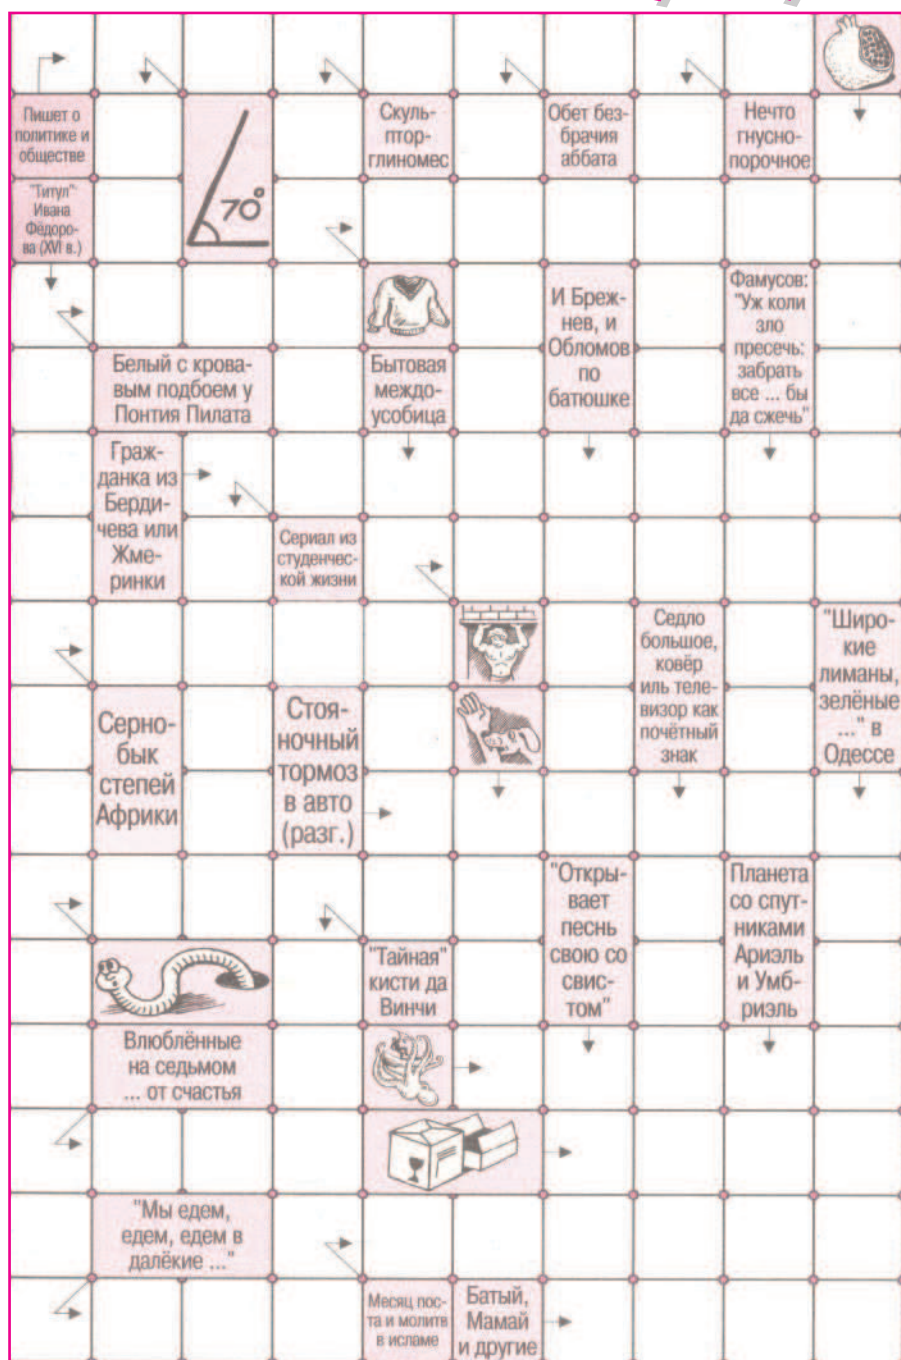 Пишет о
политике и
обществе
Скуль-
птор-
глиномес
Обет без-
брачия
аббата
Нечто
гнусно-
порочное
"Титул"
Ивана
Фёдоро-
ва (XVI в.)
70°
Белый с крова-
вым подбоем у
Понтия Пилата
Бытовая
междо-
усобица
И Бреж-
нев, и
Обломов
по
батюшке
Фамусов:
"Уж коли
зло
пресечь:
забрать
все ... бы
да сжечь"
Граж-
данка из
Берди-
чева или
Жме-
ринки
Сериал из
студенчес-
кой жизни
Седло
большое,
ковёр
иль теле-
визор как
почётный
знак
"Широ-
кие
лиманы,
зелёные
..." в
Одессе
Серно-
бык
степей
Африки
Стоя-
ночный
тормоз
в авто
(разг.)
"Откры-
вает
песнь
свою со
свис-
том"
Планета
со спут-
никами
Ариэль
и Умб-
риэль
"Тайная"
кисти да
Винчи
Влюблённые
на седьмом
... от счастья
"Мы едем,
едем, едем в
далёкие ..."
Месяц пос-
та и молитв
в исламе
Батый,
Мамай
и другие